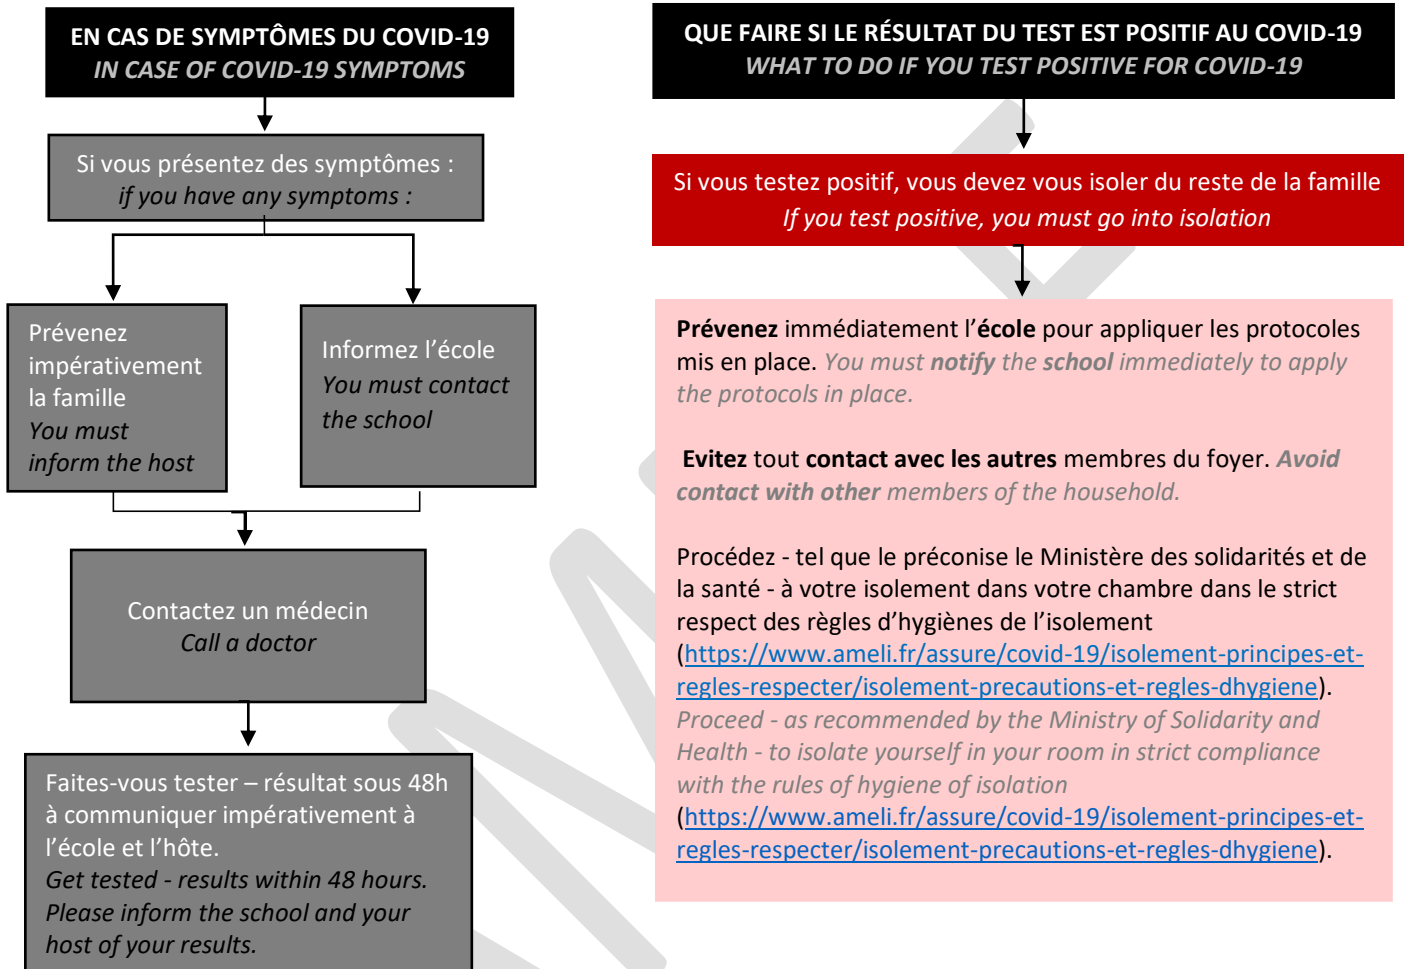 EN CAS DE SYMPTÔMES DU COVID-19
IN CASE OF COVID-19 SYMPTOMS
Si vous présentez des symptômes :
if you have any symptoms :
Prévenez
impérativement
la famille
You must
inform the host
Informez l’école
You must contact
the school
Contactez un médecin
Call a doctor
Faites-vous tester – résultat sous 48h
à communiquer impérativement à
l’école et l’hôte.
Get tested - results within 48 hours.
Please inform the school and your
host of your results.
QUE FAIRE SI LE RÉSULTAT DU TEST EST POSITIF AU COVID-19
WHAT TO DO IF YOU TEST POSITIVE FOR COVID-19
Si vous testez positif, vous devez vous isoler du reste de la famille
If you test positive, you must go into isolation
Prévenez immédiatement l’école pour appliquer les protocoles
mis en place. You must notify the school immediately to apply
the protocols in place.
Evitez tout contact avec les autres membres du foyer. Avoid
contact with other members of the household.
Procédez - tel que le préconise le Ministère des solidarités et de
la santé - à votre isolement dans votre chambre dans le strict
respect des règles d’hygiènes de l’isolement
(https://www.ameli.fr/assure/covid-19/isolement-principes-et-
regles-respecter/isolement-precautions-et-regles-dhygiene).
Proceed - as recommended by the Ministry of Solidarity and
Health - to isolate yourself in your room in strict compliance
with the rules of hygiene of isolation
(https://www.ameli.fr/assure/covid-19/isolement-principes-et-
regles-respecter/isolement-precautions-et-regles-dhygiene).